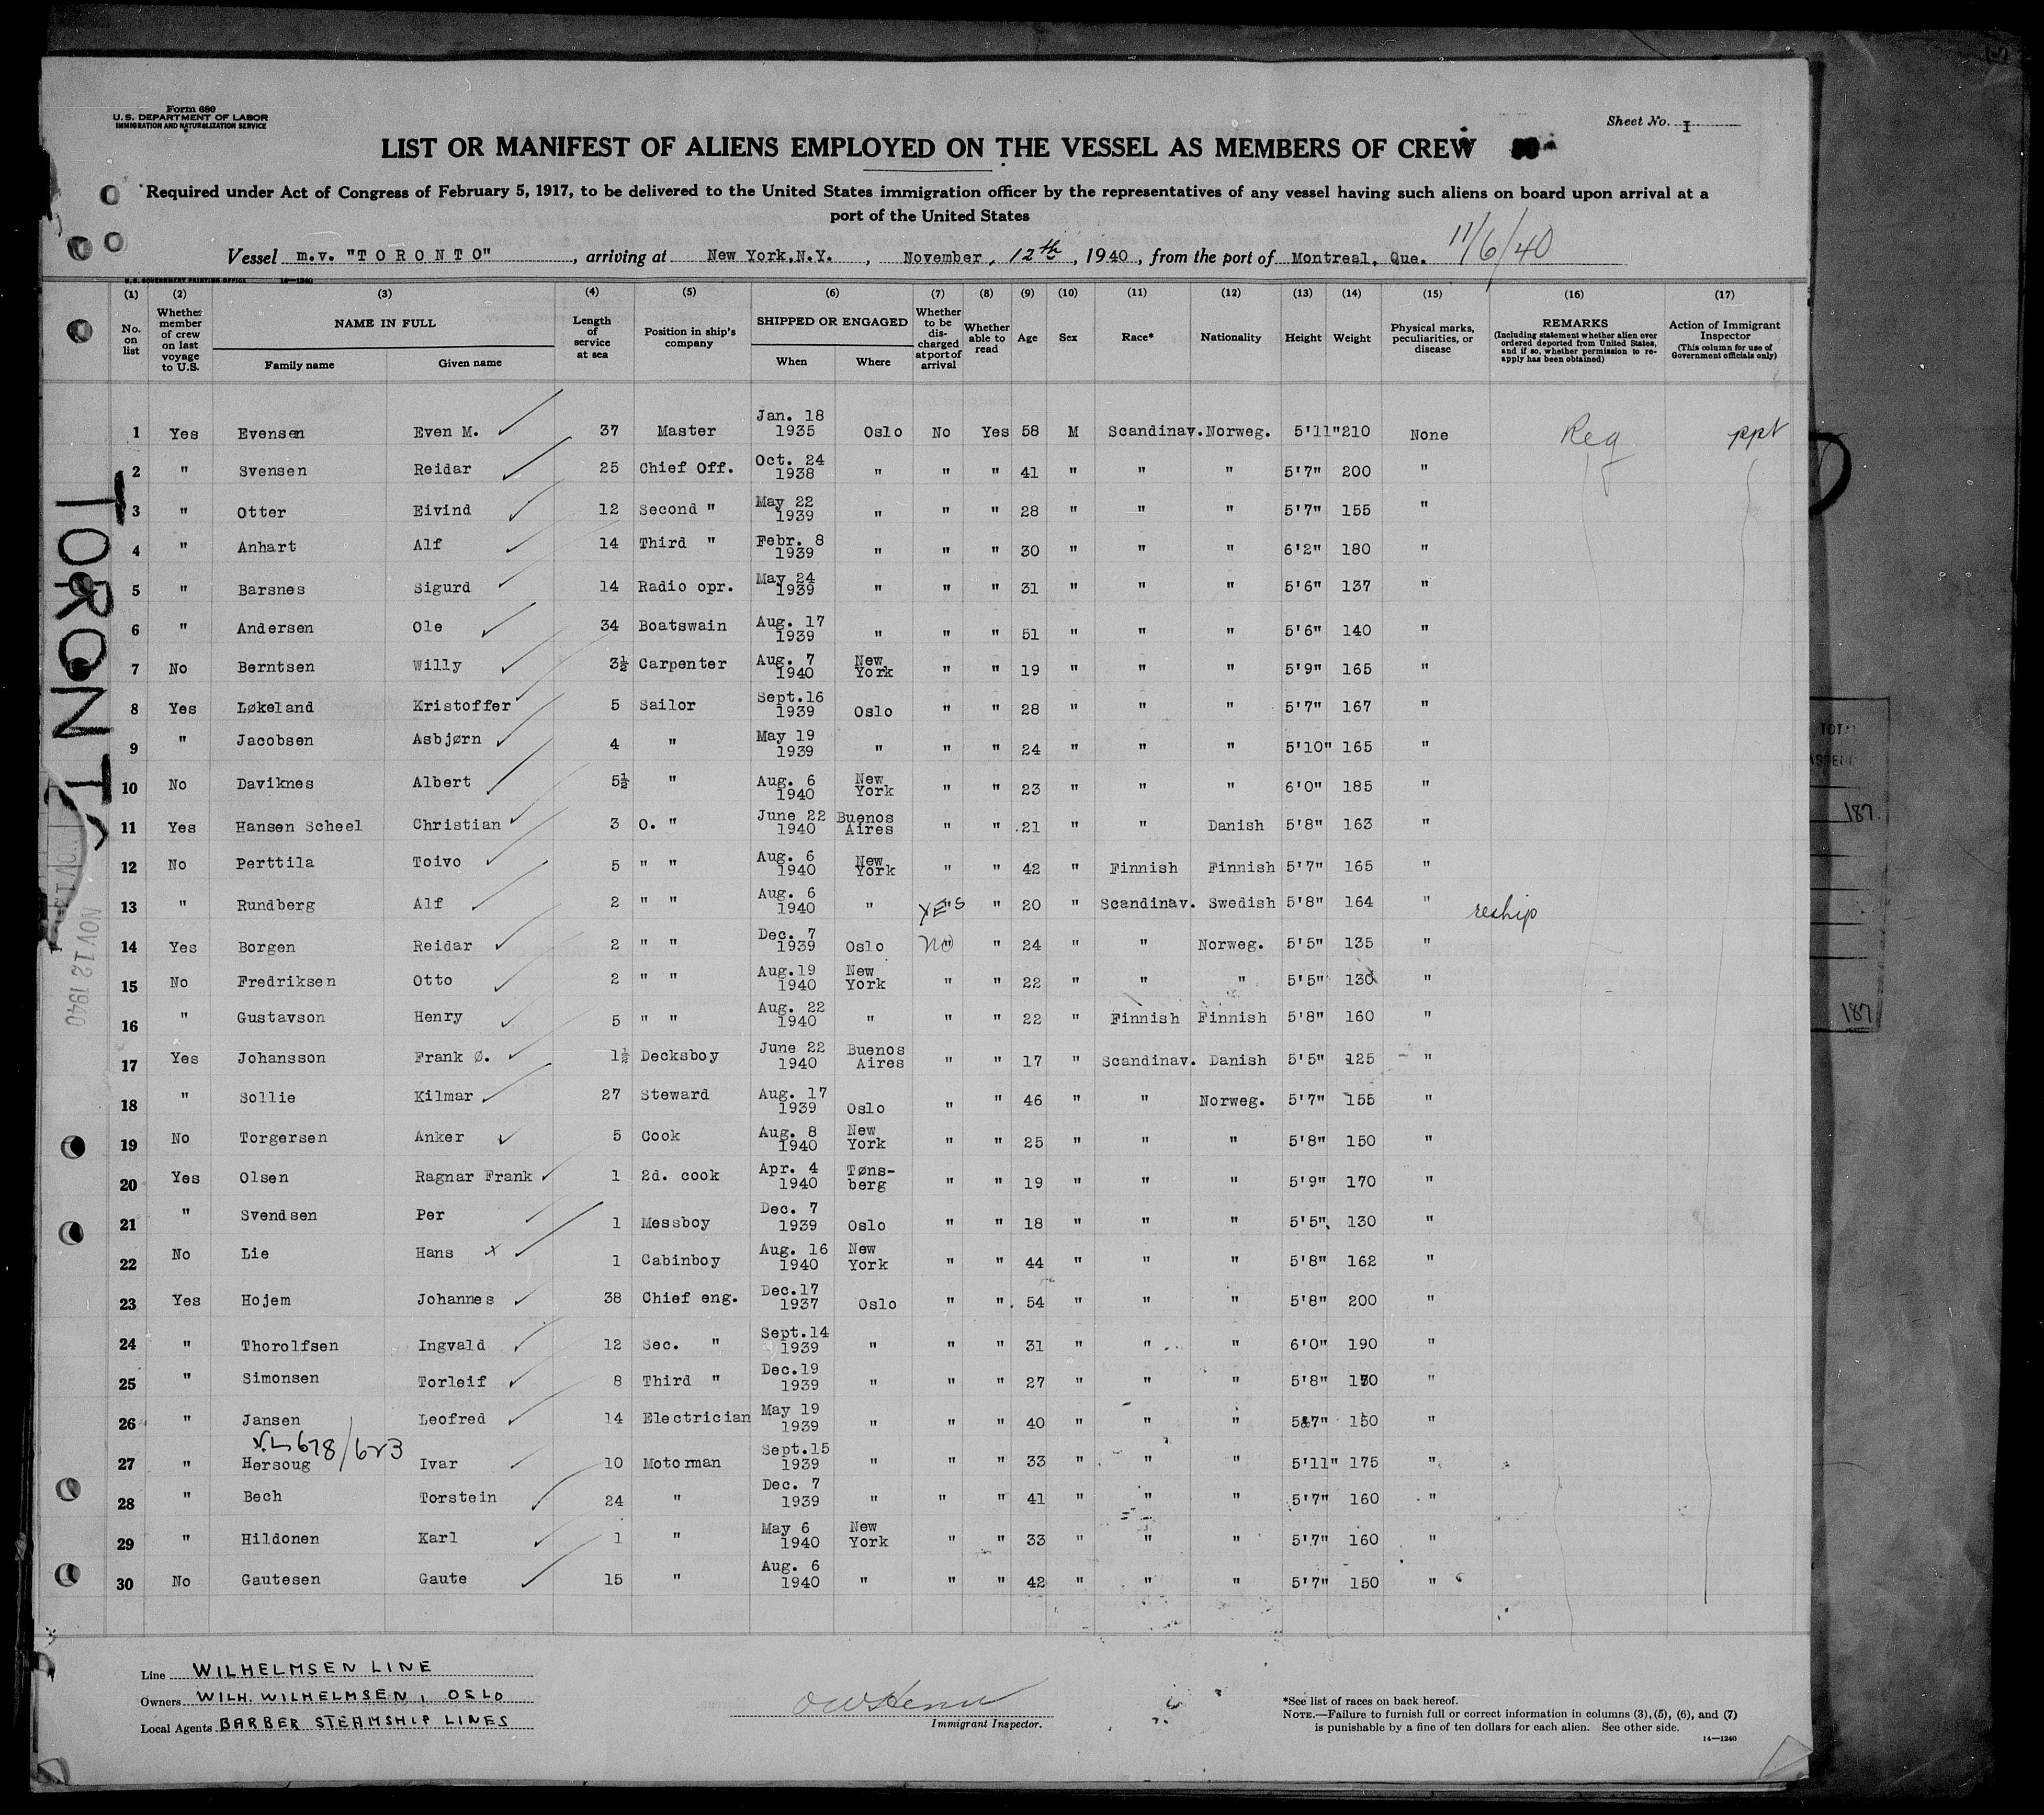 Form 680
U. S. DEPARTMENT OF LABOR
IMMIGRATION AND NATURALIZATION SERVICE
Sheet No. I
LIST OR MANIFEST OF ALIENS EMPLOYED ON THE VESSEL AS MEMBERS OF CREW
Required under Act of Congress of February 5, 1917, to be delivered to the United States immigration officer by the representatives of any vessel having such aliens on board upon arrival at a
port of the United States
11/6/40
Vessel m.v. "TORONTO", arriving at New York,N.Y., November, 12th, 1940, from the port of Montreal, Que.
U.S. GOVERNMENT PRINTING OFFICE 14—1240
(1) (2) (3) (4) (5) (6) (7) (8) (9) (10) (11) (12) (13) (14) (15) (16) (17)
No. on list Whether member of crew on last voyage to U.S. NAME IN FULL Family name Given name Length of service at sea Position in ship's company SHIPPED OR ENGAGED When Where Whether to be discharged at port of arrival Whether able to read Age Sex Race* Nationality Height Weight Physical marks, peculiarities, or disease REMARKS (Including statement whether alien ever ordered deported from United States, and if so, whether permission to reapply has been obtained) Action of Immigrant Inspector (This column for use of Government officials only)
1 Yes Evensen Even M. 37 Master Jan. 18 1935 Oslo No Yes 58 M Scandinav. Norweg. 5'11" 210 None Reg ppt
2 " Svensen Reidar 25 Chief Off. Oct. 24 1938 " " " 41 " " " 5'7" 200 "
3 " Otter Eivind 12 Second " May 22 1939 " " " 28 " " " 5'7" 155 "
4 " Anhart Alf 14 Third " Febr. 8 1939 " " " 30 " " " 6'2" 180 "
5 " Barsnes Sigurd 14 Radio opr. May 24 1939 " " " 31 " " " 5'6" 137 "
6 " Andersen Ole 34 Boatswain Aug. 17 1939 " " " 51 " " " 5'6" 140 "
7 No Berntsen Willy 3½ Carpenter Aug. 7 1940 New York " " 19 " " " 5'9" 165 "
8 Yes Løkeland Kristoffer 5 Sailor Sept.16 1939 Oslo " " 28 " " " 5'7" 167 "
9 " Jacobsen Asbjørn 4 " May 19 1939 " " " 24 " " " 5'10" 165 "
10 No Daviknes Albert 5½ " Aug. 6 1940 New York " " 23 " " " 6'0" 185 "
11 Yes Hansen Scheel Christian 3 O. " June 22 1940 Buenos Aires " " 21 " " Danish 5'8" 163 "
12 No Perttila Toivo 5 " " Aug. 6 1940 New York " " 42 " Finnish Finnish 5'7" 165 "
13 " Rundberg Alf 2 " " Aug. 6 1940 " YES " 20 " Scandinav. Swedish 5'8" 164 " reship
14 Yes Borgen Reidar 2 " " Dec. 7 1939 Oslo no " 24 " " Norweg. 5'5" 135 "
15 No Fredriksen Otto 2 " " Aug.19 1940 New York " " 22 " " " 5'5" 130 "
16 " Gustavson Henry 5 " " Aug. 22 1940 " " " 22 " Finnish Finnish 5'8" 160 "
17 Yes Johansson Frank Ø. 1½ Decksboy June 22 1940 Buenos Aires " " 17 " Scandinav. Danish 5'5" 125 "
18 " Sollie Kilmar 27 Steward Aug. 17 1939 Oslo " " 46 " " Norweg. 5'7" 155 "
19 No Torgersen Anker 5 Cook Aug. 8 1940 New York " " 25 " " " 5'8" 150 "
20 Yes Olsen Ragnar Frank 1 2d. cook Apr. 4 1940 Tønsberg " " 19 " " " 5'9" 170 "
21 " Svendsen Per 1 Messboy Dec. 7 1939 Oslo " " 18 " " " 5'5" 130 "
22 No Lie Hans x 1 Cabinboy Aug. 16 1940 New York " " 44 " " " 5'8" 162 "
23 Yes Hojem Johannes 38 Chief eng. Dec.17 1937 Oslo " " 54 " " " 5'8" 200 "
24 " Thorolfsen Ingvald 12 Sec. " Sept.14 1939 " " " 31 " " " 6'0" 190 "
25 " Simonsen Torleif 8 Third " Dec.19 1939 " " " 27 " " " 5'8" "
26 " Jansen Leofred 14 Electrician May 19 1939 " " " 40 " " " 5'7" 150 "
678/623
27 " Hersoug Ivar 10 Motorman Sept.15 1939 " " " 33 " " " 5'11" 175 "
28 " Bech Torstein 24 " Dec. 7 1939 " " " 41 " " " 5'7" 160 "
29 " Hildonen Karl 1 " May 6 1940 New York " " 33 " " " 5'7" 160 "
30 No Gautesen Gaute 15 " Aug. 6 1940 " " " 42 " " " 5'7" 150 "
TORONTO
NOV 12 1940
187
187
Line WILHELMSEN LINE
Owners WILH. WILHELMSEN, OSLO
Local Agents BARBER STEAMSHIP LINES
Immigrant Inspector.
*See list of races on back hereof.
NOTE.—Failure to furnish full or correct information in columns (3), (5), (6), and (7)
is punishable by a fine of ten dollars for each alien. See other side.
14—1240